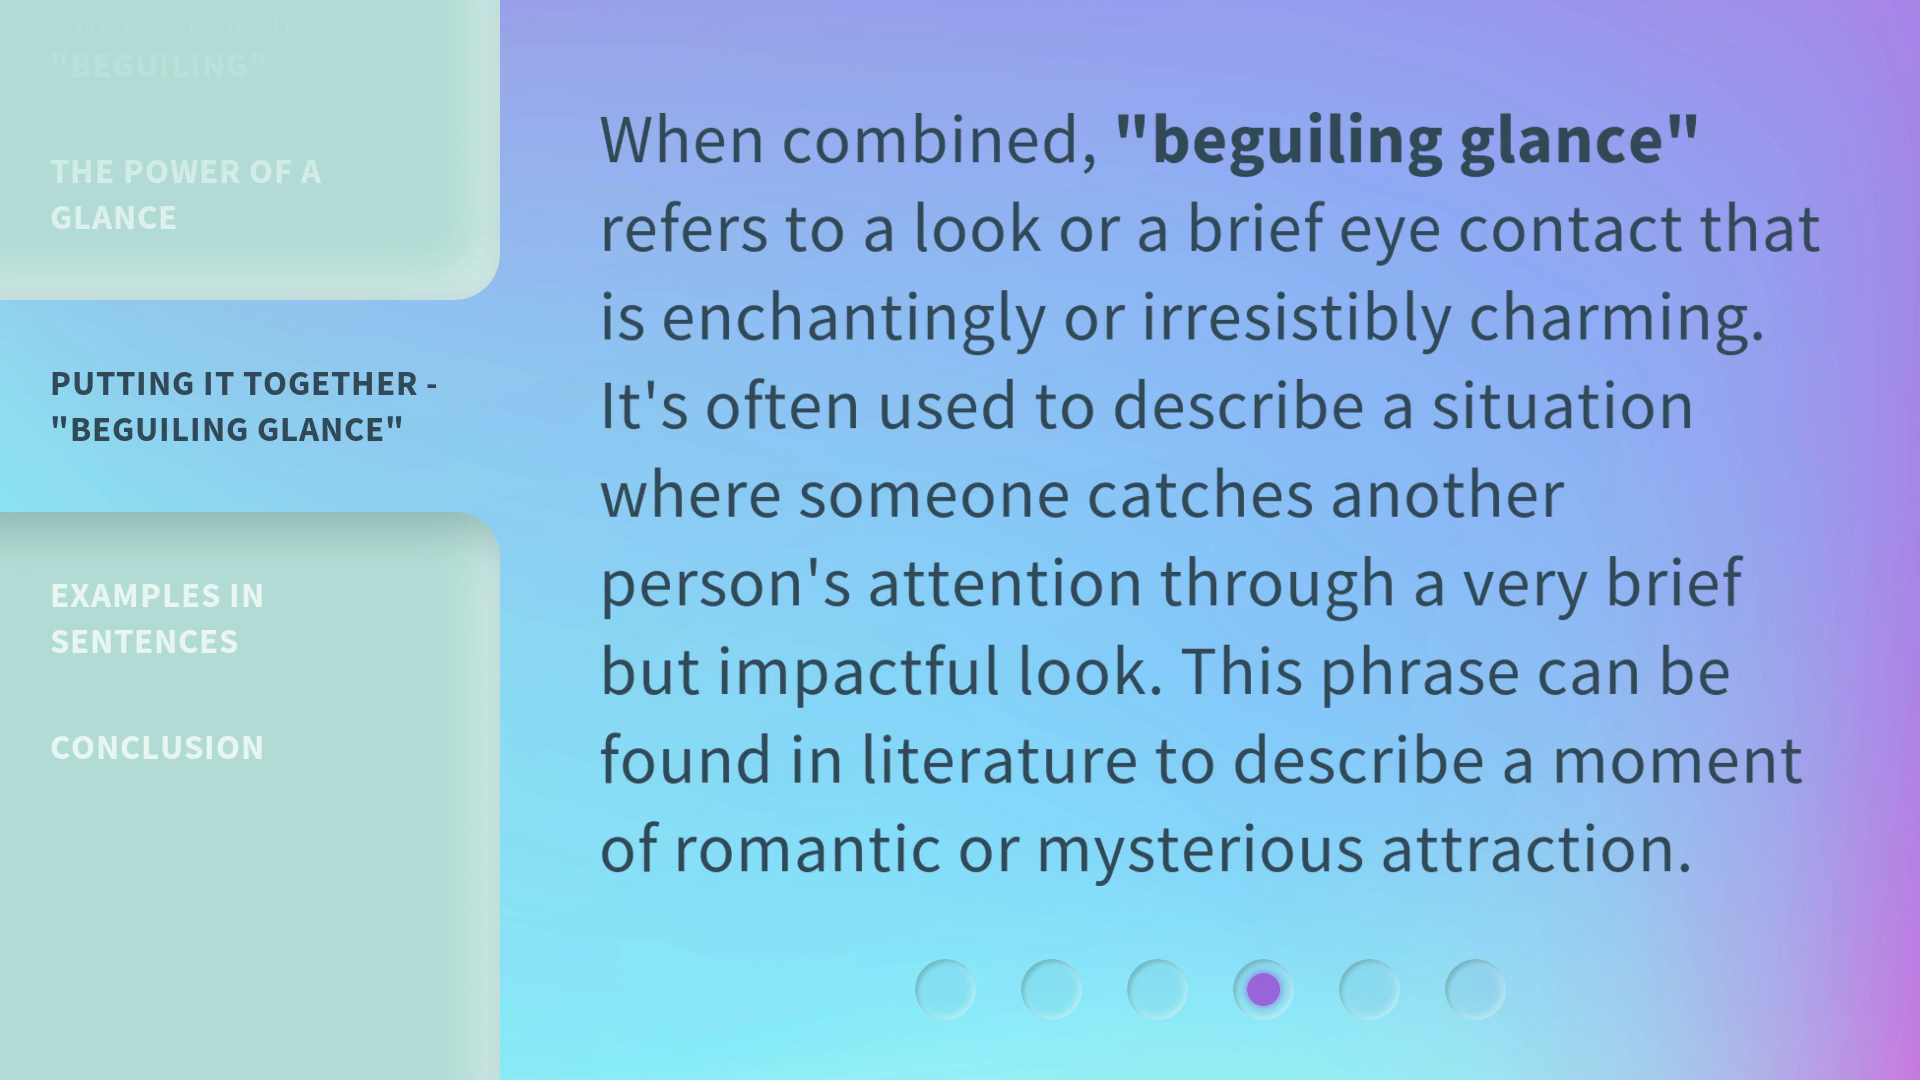 UNDERSTANDING
"BEGUILING"
THE POWER OF A
GLANCE
PUTTING IT TOGETHER -
"BEGUILING GLANCE"
EXAMPLES IN
SENTENCES
CONCLUSION
When combined, "beguiling glance"
refers to a look or a brief eye contact that
is enchantingly or irresistibly charming.
It's often used to describe a situation
where someone catches another
person's attention through a very brief
but impactful look. This phrase can be
found in literature to describe a moment
of romantic or mysterious attraction.